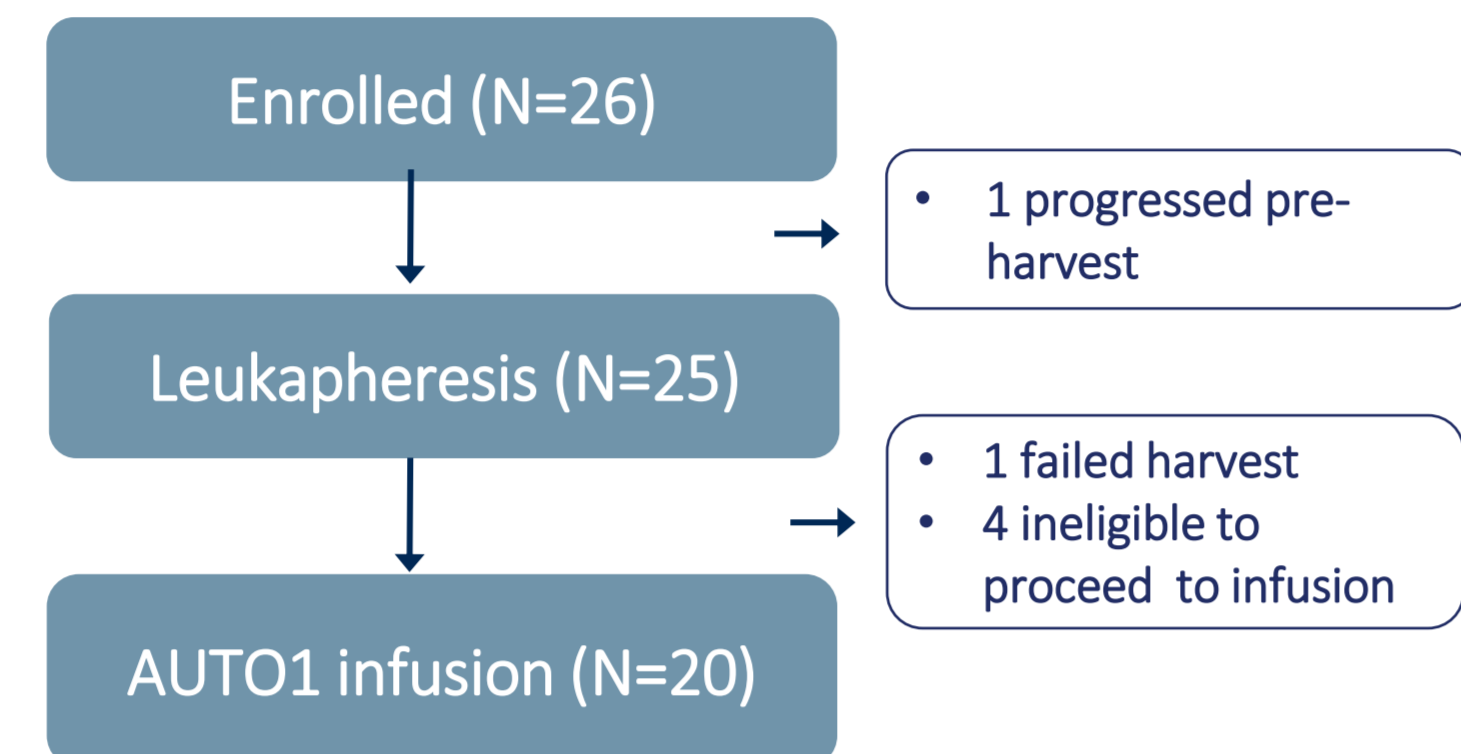 Enrolled (N=26)
• 1 progressed pre-
harvest
Leukapheresis (N=25)
• 1 failed harvest
• 4 ineligible to
proceed  to infusion
AUTO1 infusion (N=20)